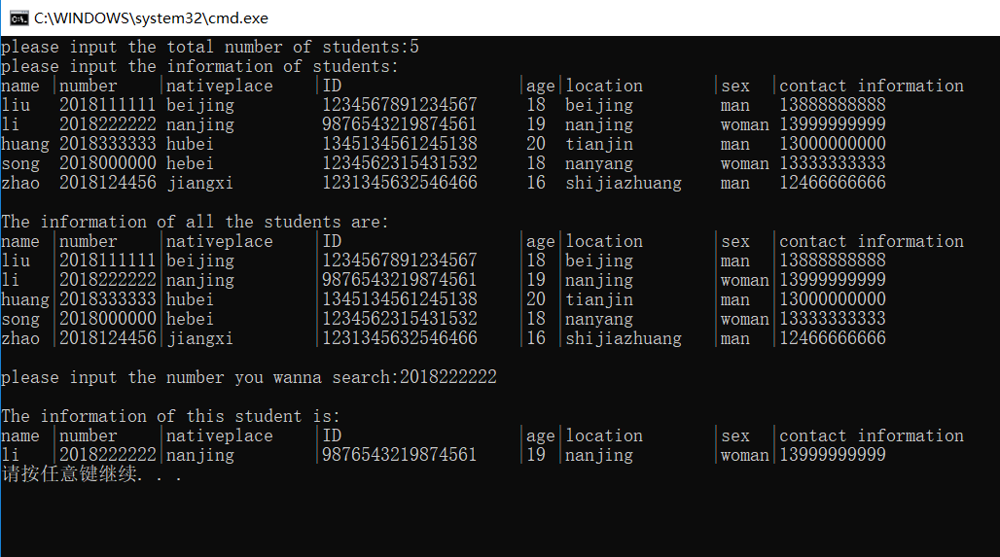 C:\WINDOWS\system32\cmd.exe
please input the total number of students:5
please input the information of students:
name |number |nativeplace |ID |age|location |sex |contact information
liu 2018111111 beijing 1234567891234567 18 beijing man 13888888888
li 2018222222 nanjing 9876543219874561 19 nanjing woman 13999999999
huang 2018333333 hubei 1345134561245138 20 tianjin man 13000000000
song 2018000000 hebei 1234562315431532 18 nanyang woman 13333333333
zhao 2018124456 jiangxi 1231345632546466 16 shijiazhuang man 12466666666
The information of all the students are:
name |number |nativeplace |ID |age|location |sex |contact information
liu |2018111111|beijing |1234567891234567 |18 |beijing |man |13888888888
li |2018222222|nanjing |9876543219874561 |19 |nanjing |woman|13999999999
huang|2018333333|hubei |1345134561245138 |20 |tianjin |man |13000000000
song |2018000000|hebei |1234562315431532 |18 |nanyang |woman|13333333333
zhao |2018124456|jiangxi |1231345632546466 |16 |shijiazhuang |man |12466666666
please input the number you wanna search:2018222222
The information of this student is:
name |number |nativeplace |ID |age|location |sex |contact information
li |2018222222|nanjing |9876543219874561 |19 |nanjing |woman|13999999999
请按任意键继续. . .